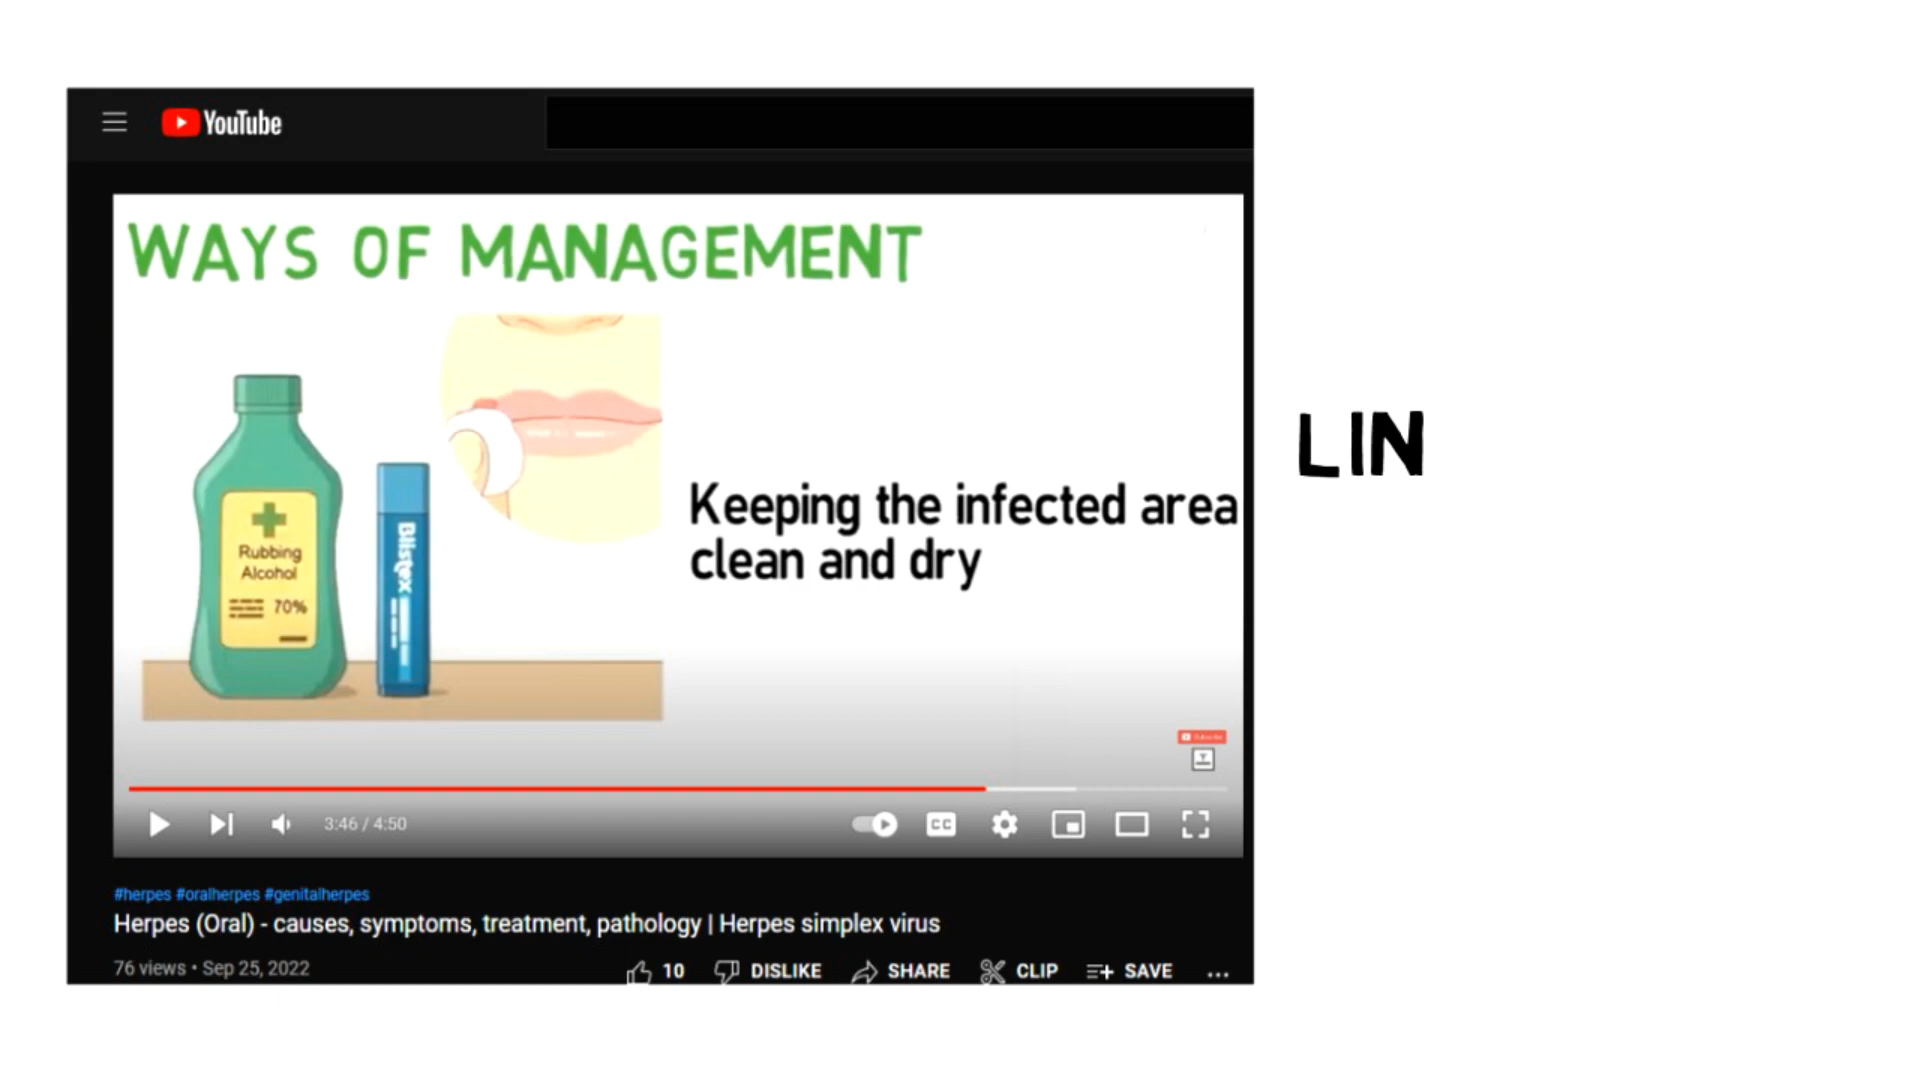 YouTube
WAYS OF MANAGEMENT
Rubbing
Alcohol
70%
Blistex
Keeping the infected area
clean and dry
LIN
Subscribe
3:46 / 4:50
CC
#herpes #oralherpes #genitalherpes
Herpes (Oral) - causes, symptoms, treatment, pathology | Herpes simplex virus
76 views • Sep 25, 2022
10 DISLIKE SHARE CLIP SAVE ...